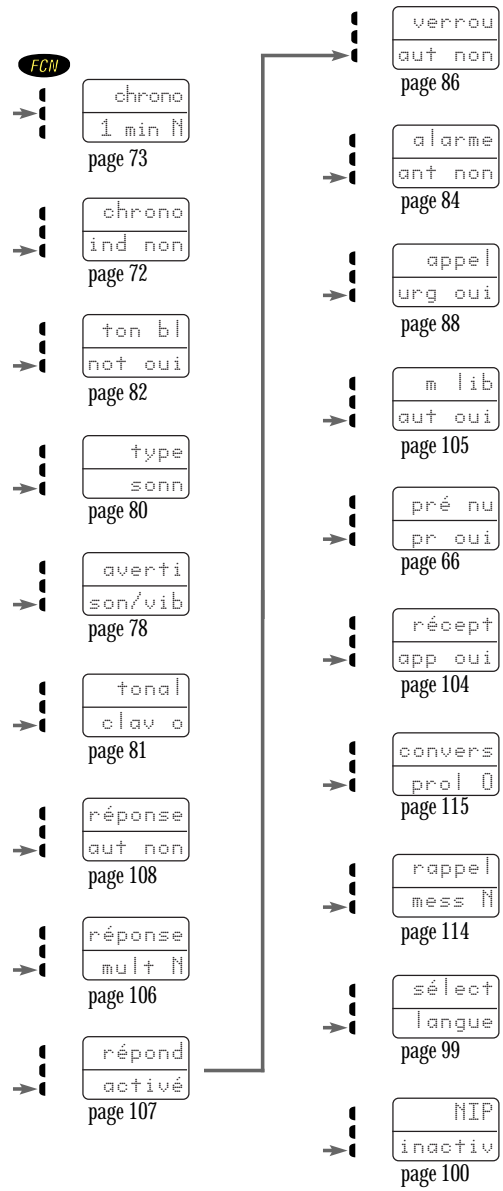 FCN
chrono
1 min N
page 73
chrono
ind non
page 72
ton bl
not oui
page 82
type
sonn
page 80
averti
son/vib
page 78
tonal
clav o
page 81
réponse
aut non
page 108
réponse
mult N
page 106
répond
activé
page 107
verrou
aut non
page 86
alarme
ant non
page 84
appel
urg oui
page 88
m lib
aut oui
page 105
pré nu
pr oui
page 66
récept
app oui
page 104
convers
prol O
page 115
rappel
mess N
page 114
sélect
langue
page 99
NIP
inactiv
page 100